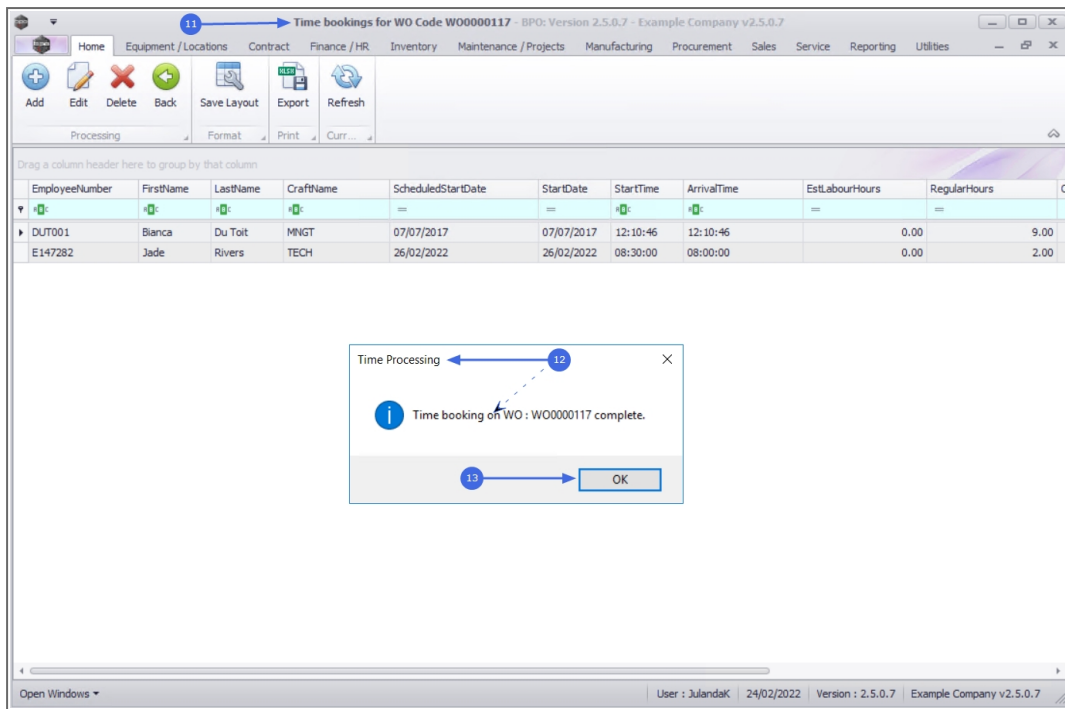 11
Time bookings for WO Code WO0000117 - BPO: Version 2.5.0.7 - Example Company v2.5.0.7
Home Equipment / Locations Contract Finance / HR Inventory Maintenance / Projects Manufacturing Procurement Sales Service Reporting Utilities
XLSX
Add Edit Delete Back Save Layout Export Refresh
Processing Format Print Curr...
Drag a column header here to group by that column
EmployeeNumber FirstName LastName CraftName ScheduledStartDate StartDate StartTime ArrivalTime EstLabourHours RegularHours
= = = =
DUT001 Bianca Du Toit MNGT 07/07/2017 07/07/2017 12:10:46 12:10:46 0.00 9.00
E147282 Jade Rivers TECH 26/02/2022 26/02/2022 08:30:00 08:00:00 0.00 2.00
Time Processing 12
Time booking on WO : WO0000117 complete.
13 OK
Open Windows User : JulandaK 24/02/2022 Version : 2.5.0.7 Example Company v2.5.0.7